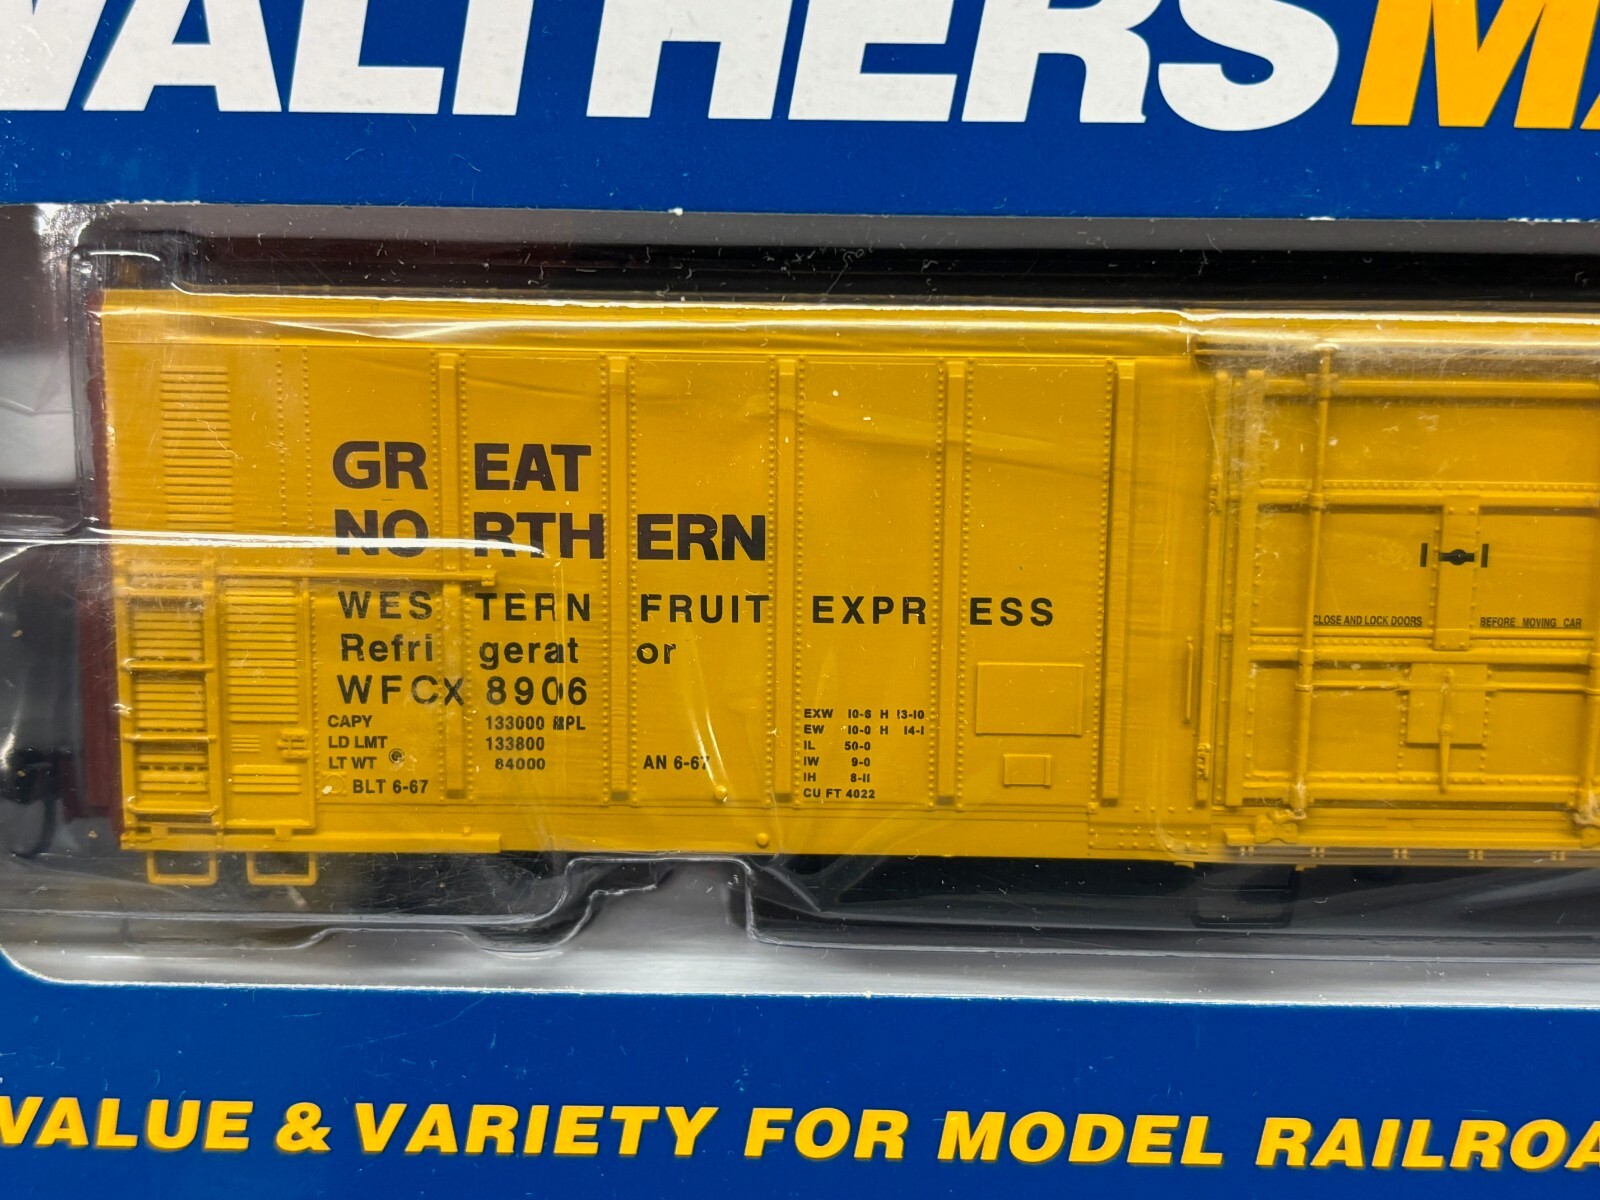 WALTHERSMA
GREAT
NORTHERN
WESTERN FRUIT EXPRESS
Refrigerator
WFCX 8906
CAPY 133000 MPL
LD LMT 133800
LT WT 84000 AN 6-67
BLT 6-67
EXW 10-6 H 13-10
EW 10-0 H 14-1
IL 50-0
IW 9-0
IH 8-11
CU FT 4022
CLOSE AND LOCK DOORS BEFORE MOVING CAR
VALUE & VARIETY FOR MODEL RAILROA